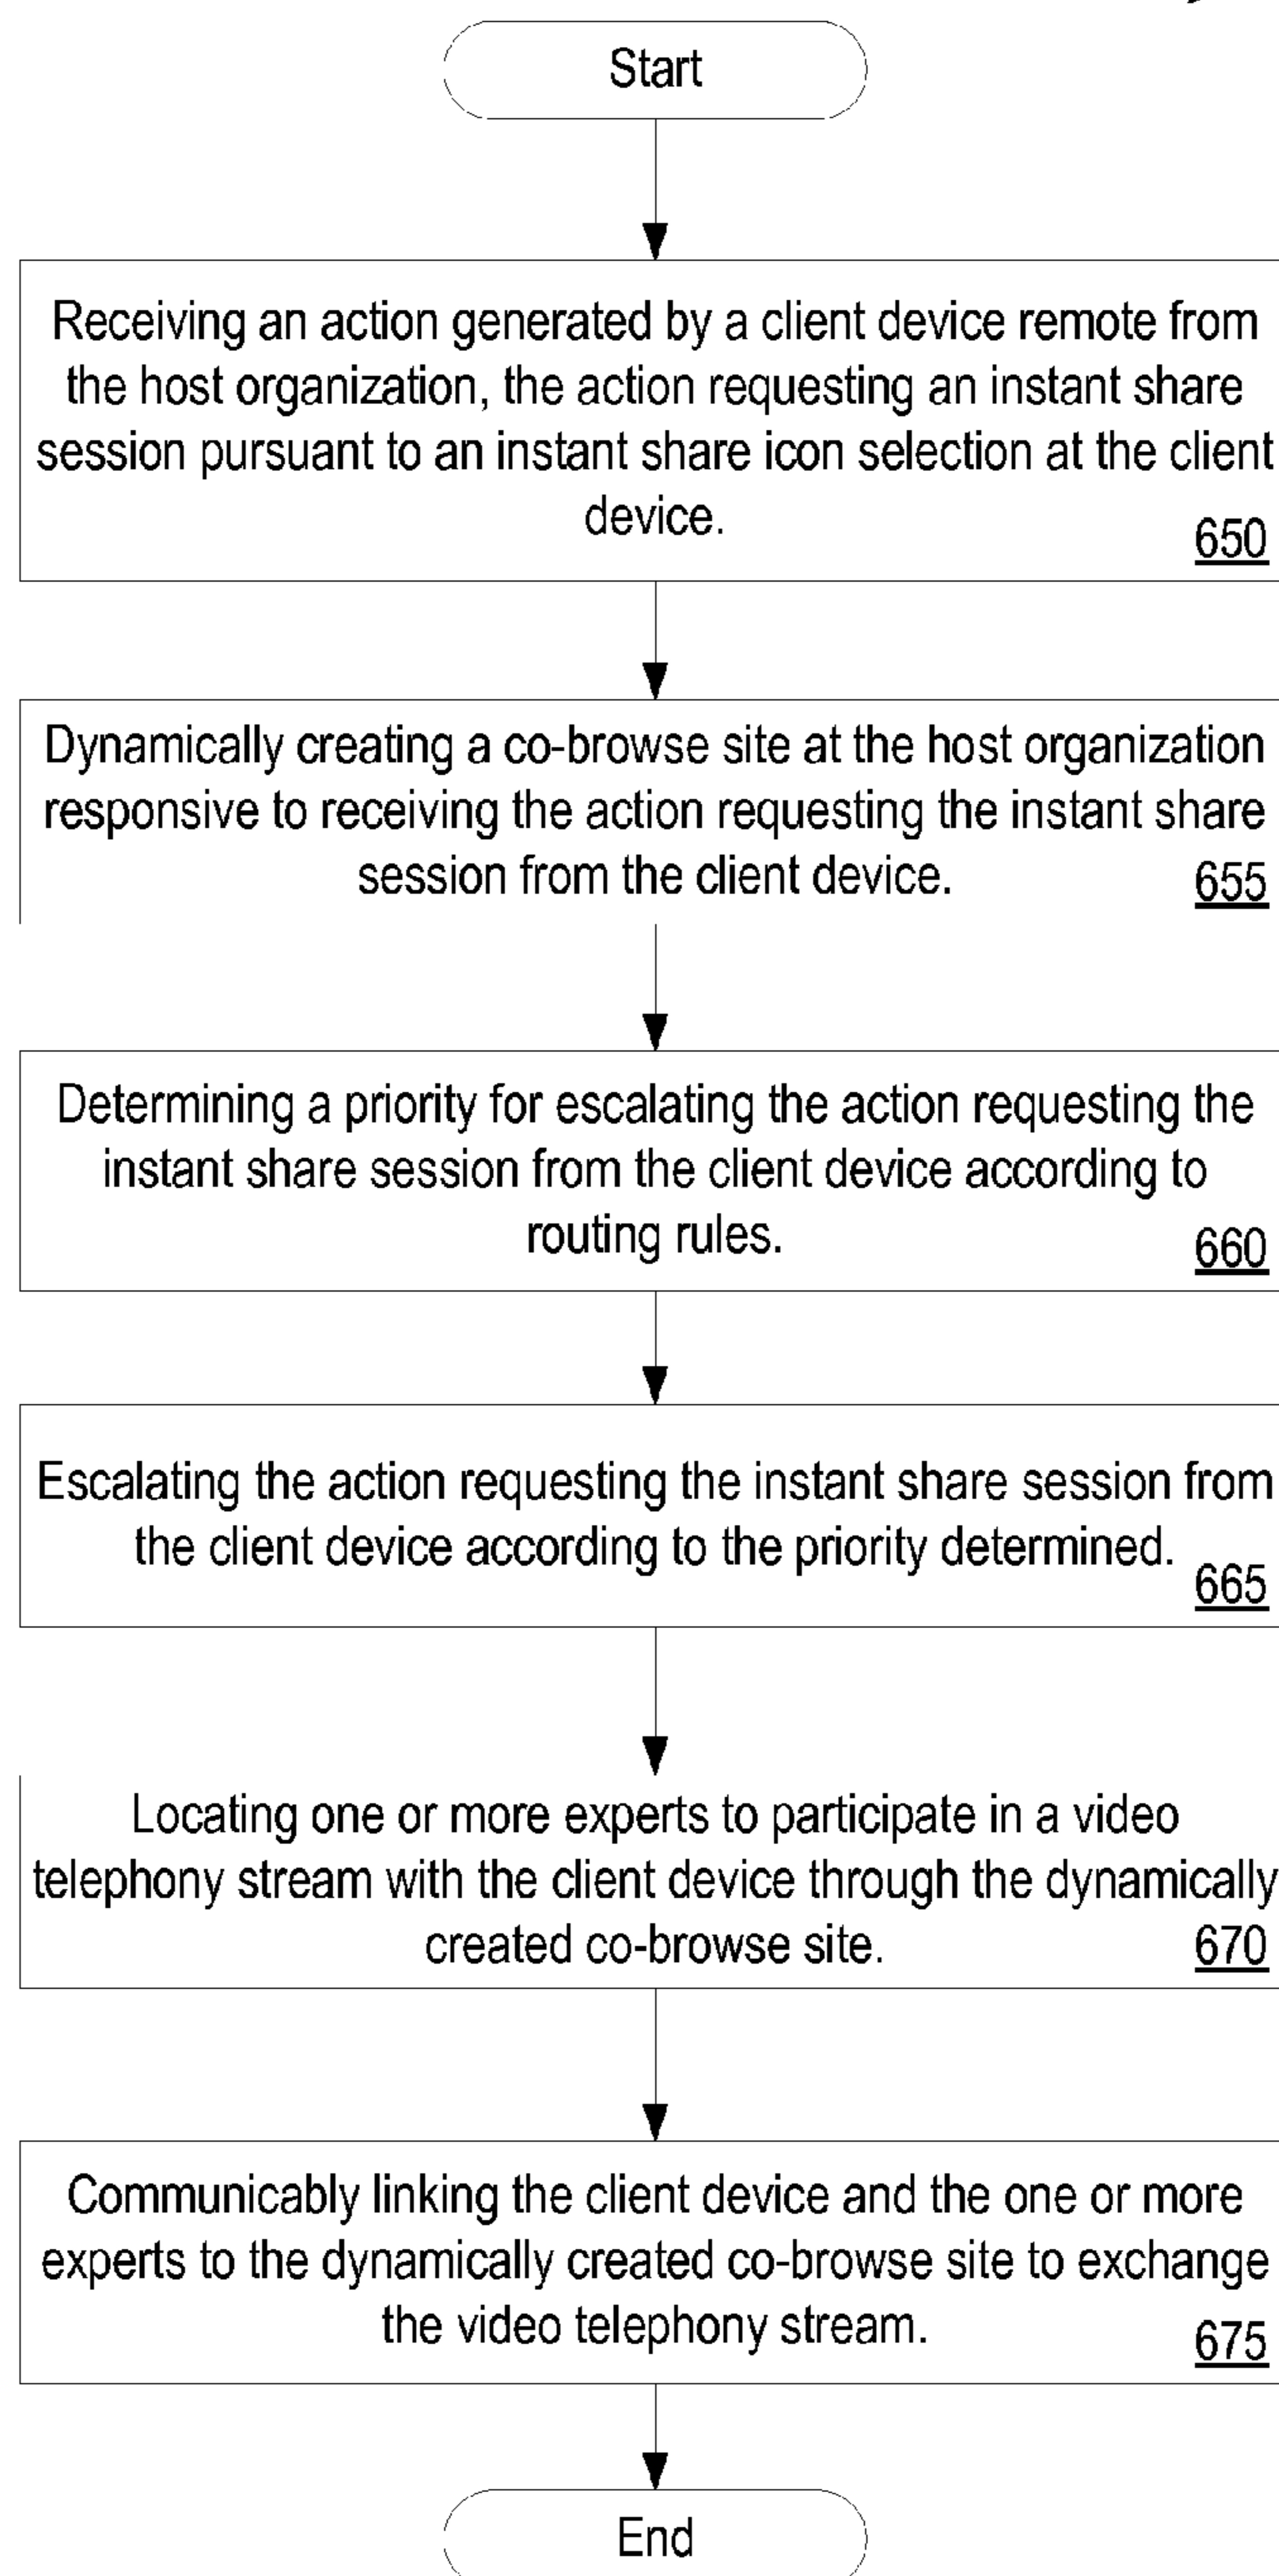 Start
Receiving an action generated by a client device remote from
the host organization, the action requesting an instant share
session pursuant to an instant share icon selection at the client
device.
650
Dynamically creating a co-browse site at the host organization
responsive to receiving the action requesting the instant share
session from the client device.
655
Determining a priority for escalating the action requesting the
instant share session from the client device according to
routing rules.
660
Escalating the action requesting the instant share session from
the client device according to the priority determined.
665
Locating one or more experts to participate in a video
telephony stream with the client device through the dynamically
created co-browse site.
670
Communicably linking the client device and the one or more
experts to the dynamically created co-browse site to exchange
the video telephony stream.
675
End